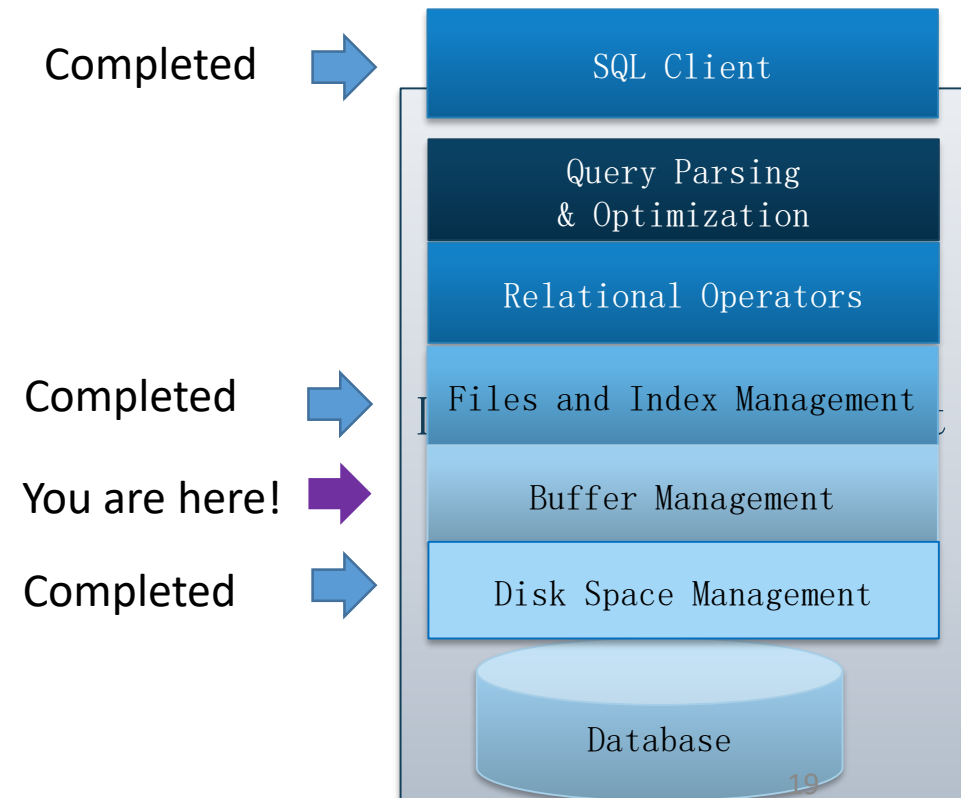 Completed
SQL Client
Query Parsing
& Optimization
Relational Operators
Completed
Files and Index Management
You are here!
Buffer Management
Completed
Disk Space Management
Database
19